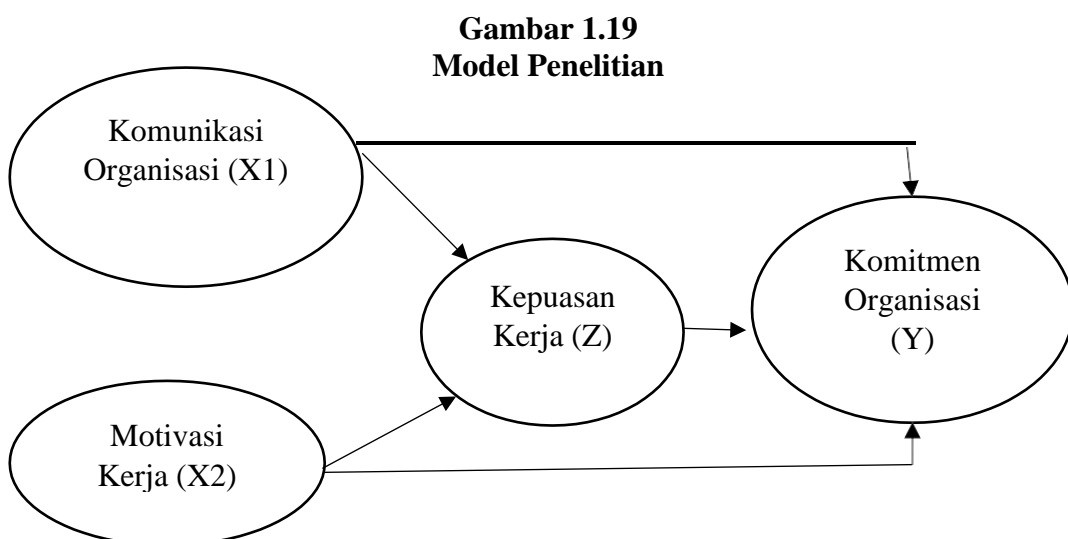 Gambar 1.19
Model Penelitian
Komunikasi
Organisasi (X1)
Kepuasan
Kerja (Z)
Komitmen
Organisasi
(Y)
Motivasi
Kerja (X2)